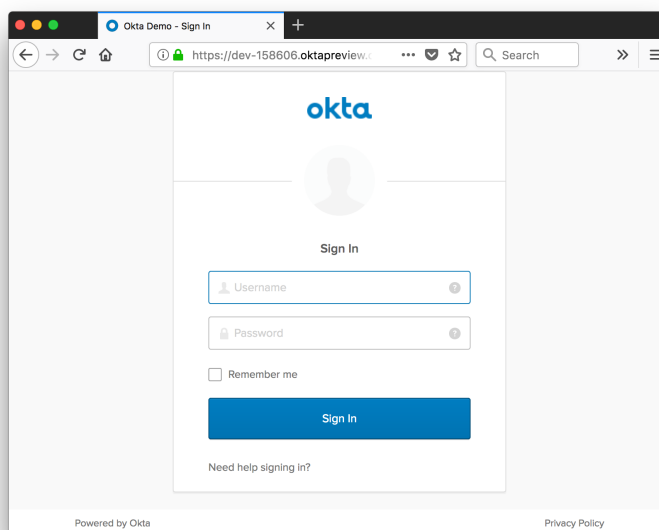 Okta Demo - Sign In
https://dev-158606.oktapreview.
Search
okta
Sign In
Username
Password
Remember me
Sign In
Need help signing in?
Powered by Okta
Privacy Policy